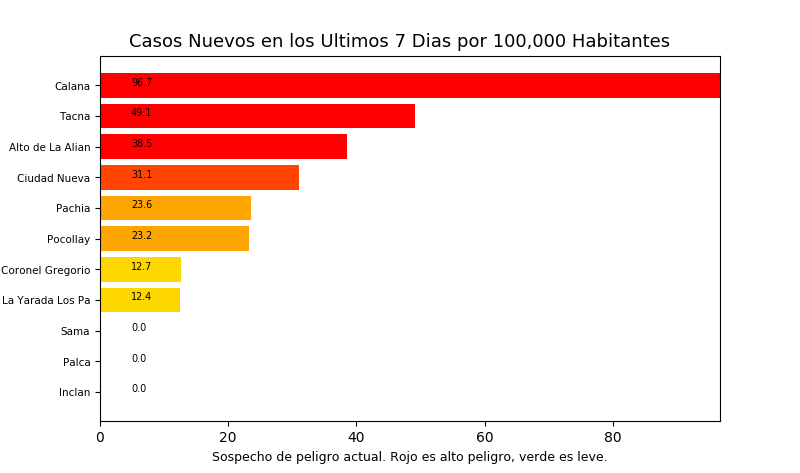 Casos Nuevos en los Ultimos 7 Dias por 100,000 Habitantes
Calana 96.7
Tacna 49.1
Alto de La Alian 38.5
Ciudad Nueva 31.1
Pachia 23.6
Pocollay 23.2
Coronel Gregorio 12.7
La Yarada Los Pa 12.4
Sama 0.0
Palca 0.0
Inclan 0.0
0 20 40 60 80
Sospecho de peligro actual. Rojo es alto peligro, verde es leve.